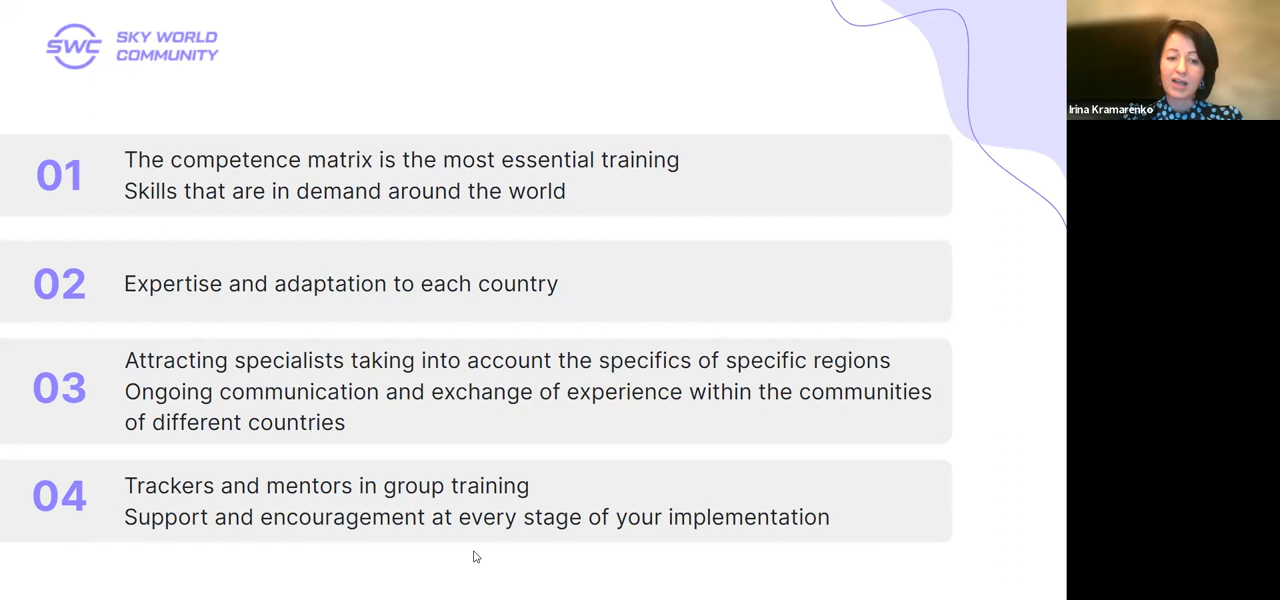 SWC
SKY WORLD
COMMUNITY
Irina Kramarenko
01
The competence matrix is the most essential training
Skills that are in demand around the world
02
Expertise and adaptation to each country
03
Attracting specialists taking into account the specifics of specific regions
Ongoing communication and exchange of experience within the communities
of different countries
04
Trackers and mentors in group training
Support and encouragement at every stage of your implementation